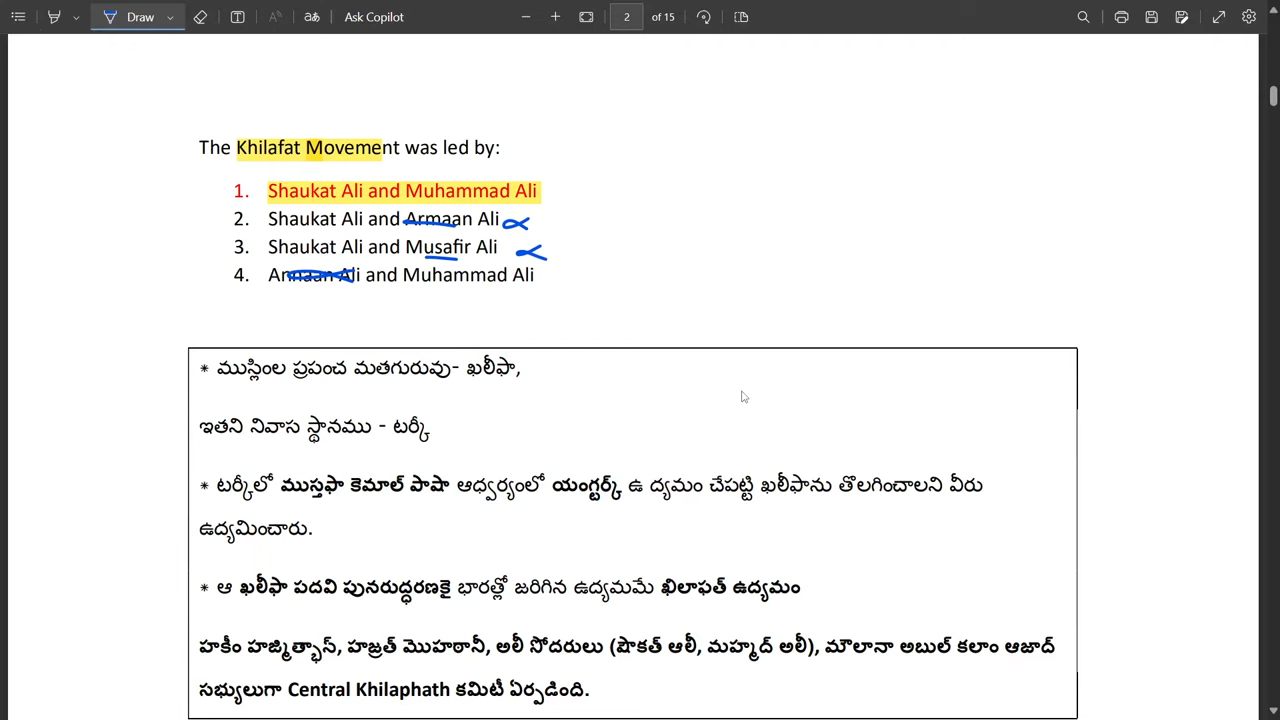 Draw
Ask Copilot
2 of 15
The Khilafat Movement was led by:
1. Shaukat Ali and Muhammad Ali
2. Shaukat Ali and Armaan Ali
3. Shaukat Ali and Musafir Ali
4. Armaan Ali and Muhammad Ali
* ముస్లింల ప్రపంచ మతగురువు- ఖలీఫా,
ఇతని నివాస స్థానము - టర్కీ
* టర్కీలో ముస్తఫా కెమాల్ పాషా ఆధ్వర్యంలో యంగ్టర్క్ ఉ ద్యమం చేపట్టి ఖలీఫాను తొలగించాలని వీరు
ఉద్యమించారు.
* ఆ ఖలీఫా పదవి పునరుద్ధరణకై భారత్లో జరిగిన ఉద్యమమే ఖిలాఫత్ ఉద్యమం
హకీం హజ్మిత్ఖాస్, హజ్రత్ మొహఠానీ, అలీ సోదరులు (షౌకత్ ఆలీ, మహ్మద్ అలీ), మౌలానా అబుల్ కలాం ఆజాద్
సభ్యులుగా Central Khilaphath కమిటీ ఏర్పడింది.